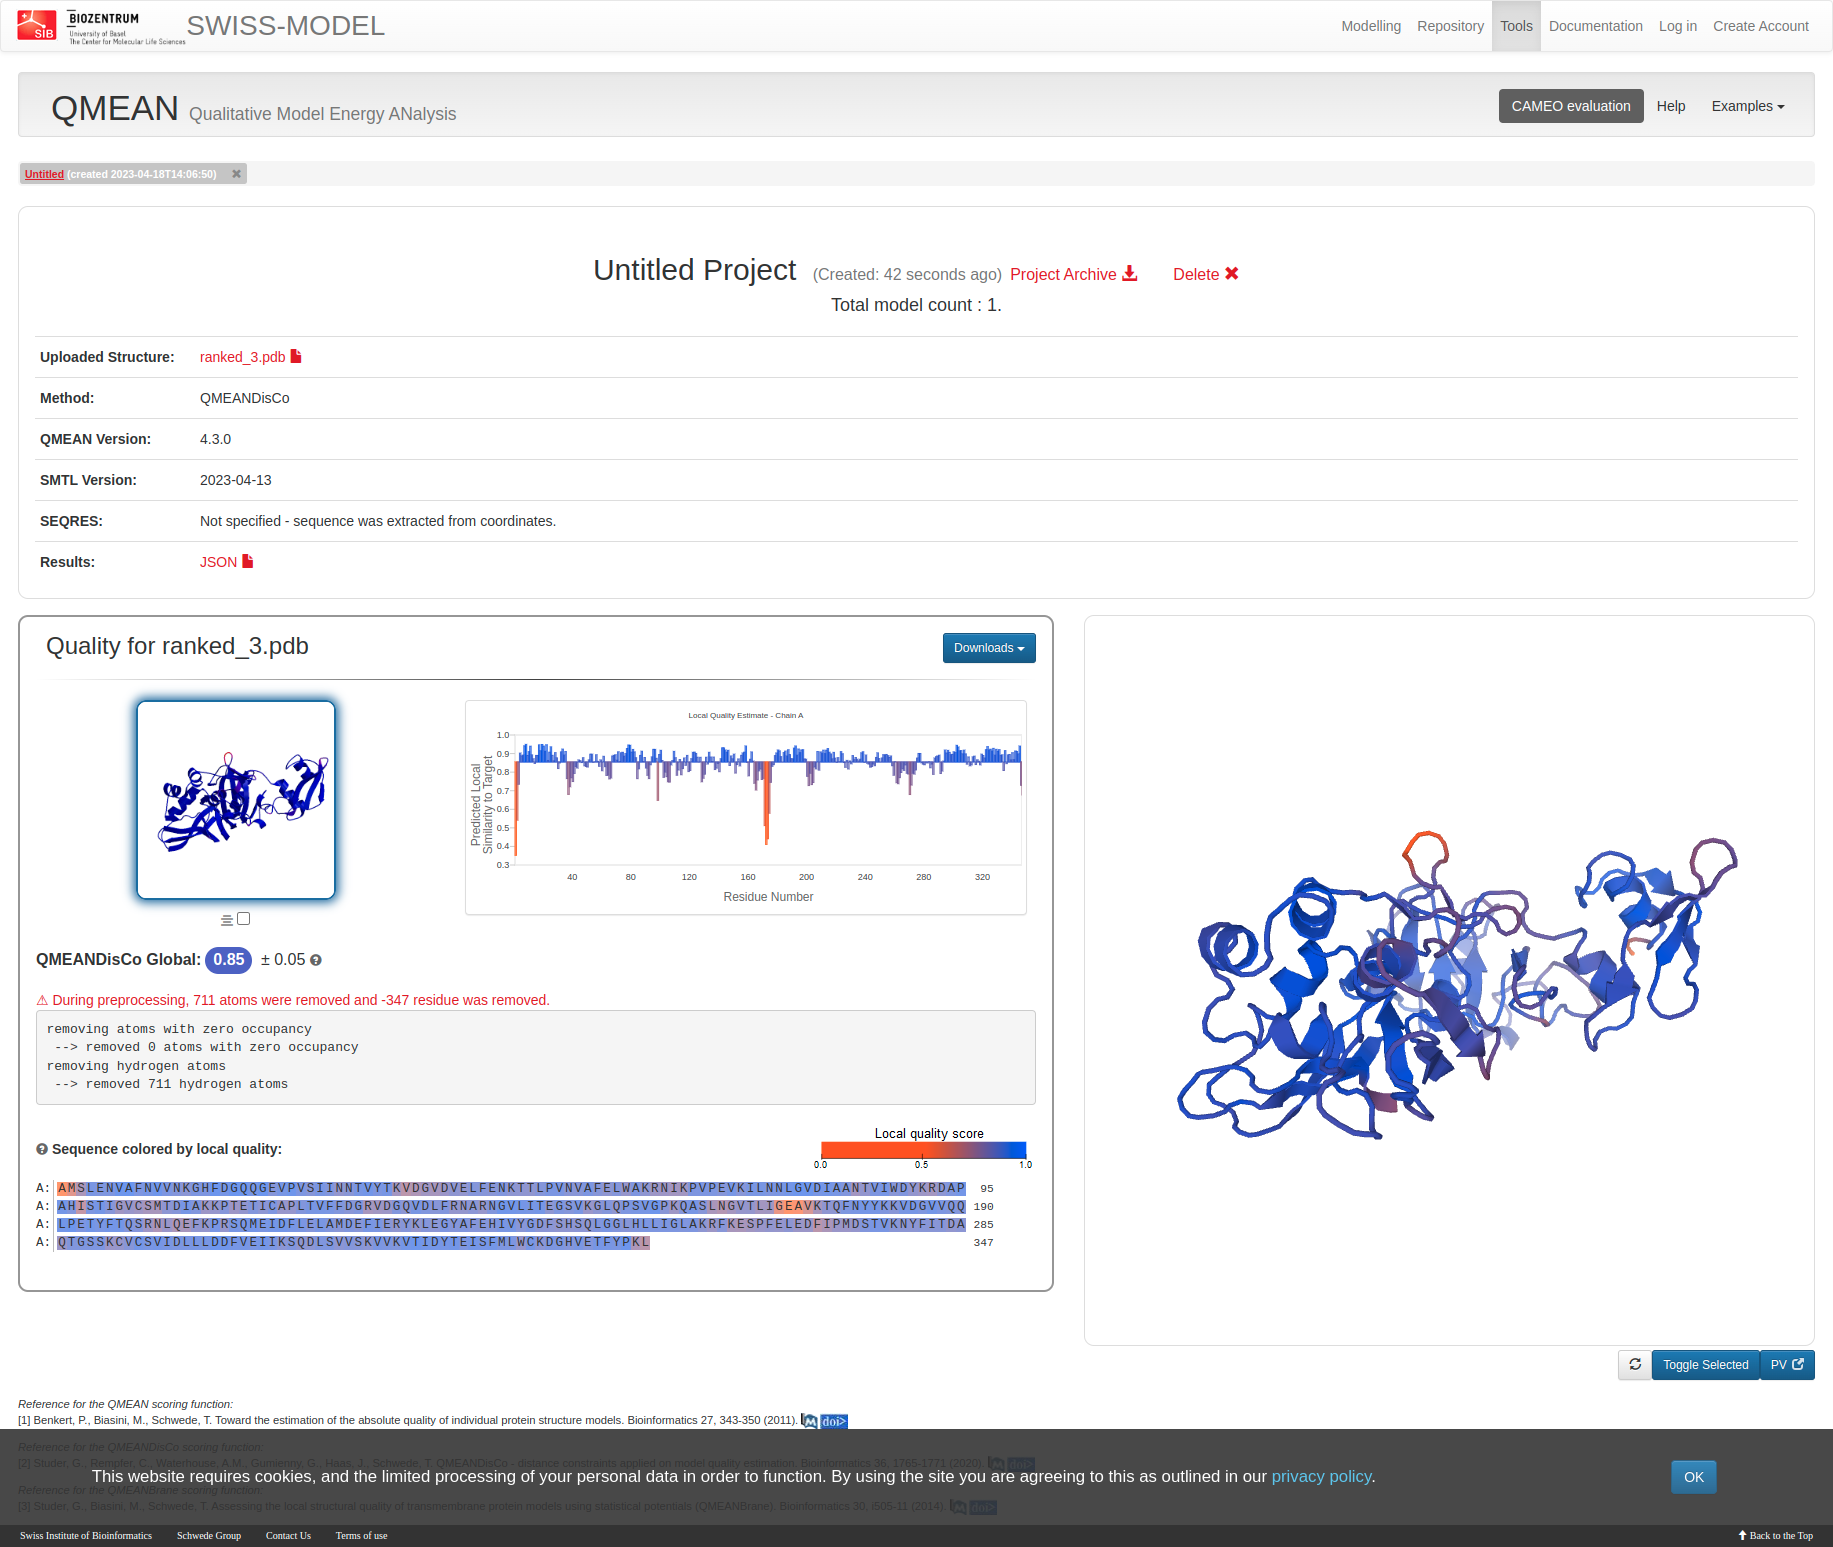 SIB
BIOZENTRUM
University of Basel
The Center for Molecular Life Sciences
SWISS-MODEL
Modelling
Repository
Tools
Documentation
Log in
Create Account
QMEAN Qualitative Model Energy ANalysis
CAMEO evaluation
Help
Examples
Untitled (created 2023-04-18T14:06:50)
Untitled Project (Created: 42 seconds ago) Project Archive Delete
Total model count : 1.
Uploaded Structure: ranked_3.pdb
Method: QMEANDisCo
QMEAN Version: 4.3.0
SMTL Version: 2023-04-13
SEQRES: Not specified - sequence was extracted from coordinates.
Results: JSON
Quality for ranked_3.pdb
Downloads
Local Quality Estimate - Chain A
Predicted Local
Similarity to Target
1.0
0.9
0.8
0.7
0.6
0.5
0.4
0.3
40 80 120 160 200 240 280 320
Residue Number
QMEANDisCo Global: 0.85 ± 0.05
During preprocessing, 711 atoms were removed and -347 residue was removed.
removing atoms with zero occupancy
--> removed 0 atoms with zero occupancy
removing hydrogen atoms
--> removed 711 hydrogen atoms
Sequence colored by local quality:
Local quality score
0.0 0.5 1.0
A: AMSLENVAFNVVNKGHFDGQQGEVPVSIINNTVYTKVDGVDVELFENKTTLPVNVAFELWAKRNIKPVPEVKILNNLGVDIAANTVIWDYKRDAP 95
A: AHISTIGVCSMTDIAKKPTETICAPLTVFFDGRVDGQVDLFRNARNGVLITEGSVKGLQPSVGPKQASLNGVTLIGEAVKTQFNYYKKVDGVVQQ 190
A: LPETYFTQSRNLQEFKPRSQMEIDFLELAMDEFIERYKLEGYAFEHIVYGDFSHSQLGGLHLLIGLAKRFKESPFELEDFIPMDSTVKNYFITDA 285
A: QTGSSKCVCSVIDLLLDDFVEIIKSQDLSVVSKVVKVTIDYTEISFMLWCKDGHVETFYPKL 347
Toggle Selected
PV
Reference for the QMEAN scoring function:
[1] Benkert, P., Biasini, M., Schwede, T. Toward the estimation of the absolute quality of individual protein structure models. Bioinformatics 27, 343-350 (2011). M doi>
Reference for the QMEANDisCo scoring function:
[2] Studer, G., Rempfer, C., Waterhouse, A.M., Gumienny, G., Haas, J., Schwede, T. QMEANDisCo - distance constraints applied on model quality estimation. Bioinformatics 36, 1765-1771 (2020). M doi>
This website requires cookies, and the limited processing of your personal data in order to function. By using the site you are agreeing to this as outlined in our privacy policy.
OK
Reference for the QMEANBrane scoring function:
[3] Studer, G., Biasini, M., Schwede, T. Assessing the local structural quality of transmembrane protein models using statistical potentials (QMEANBrane). Bioinformatics 30, i505-11 (2014). M doi>
Swiss Institute of Bioinformatics
Schwede Group
Contact Us
Terms of use
Back to the Top